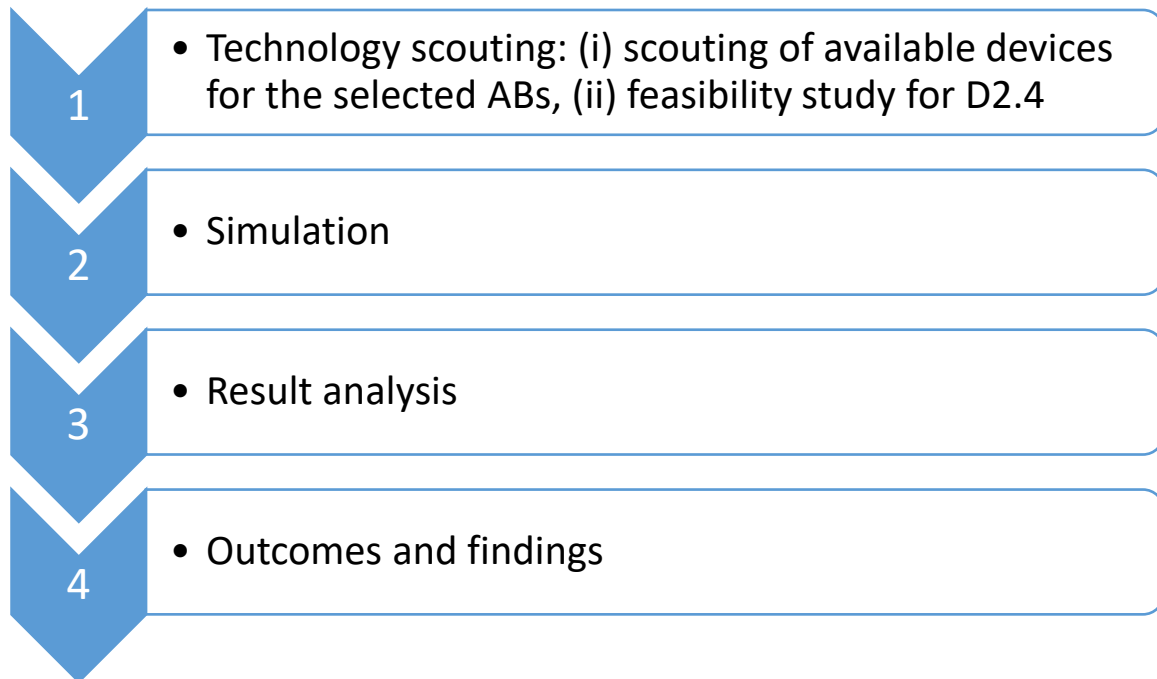 1
• Technology scouting: (i) scouting of available devices
for the selected ABs, (ii) feasibility study for D2.4
2
• Simulation
3
• Result analysis
4
• Outcomes and findings